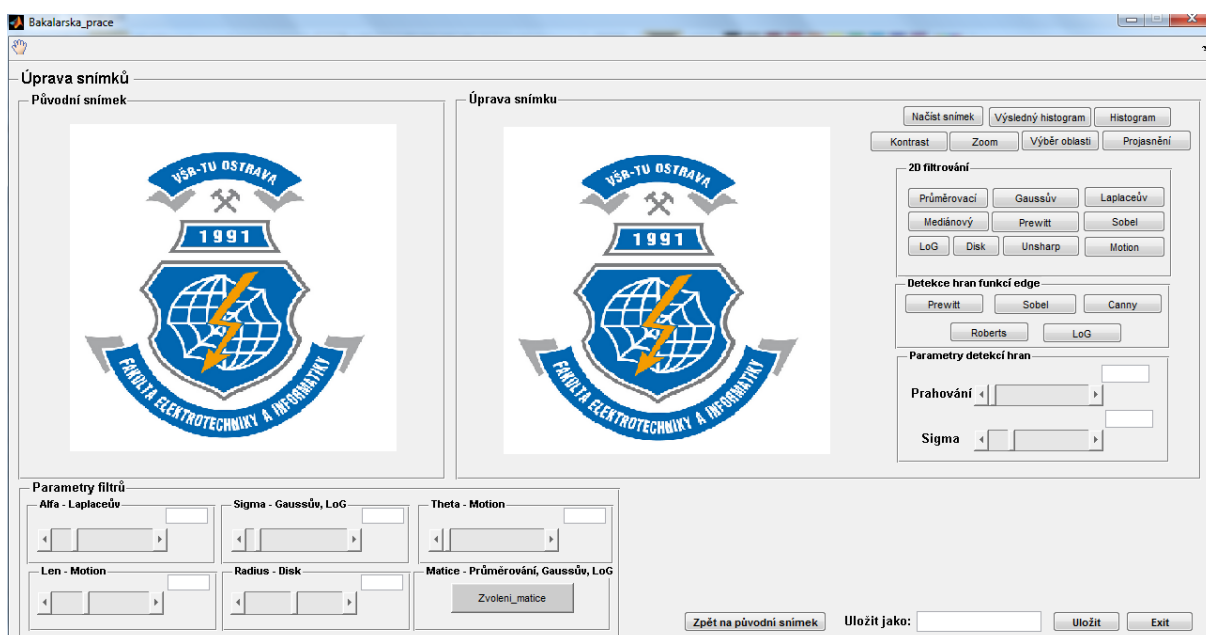 Bakalarska_prace
Úprava snímků
Původní snímek
VŠB-TU OSTRAVA
1991
FAKULTA ELEKTROTECHNIKY A INFORMATIKY
Úprava snímku
VŠB-TU OSTRAVA
1991
FAKULTA ELEKTROTECHNIKY A INFORMATIKY
Načíst snímek Výsledný histogram Histogram
Kontrast Zoom Výběr oblasti Projasnění
2D filtrování
Průměrovací Gaussův Laplaceův
Mediánový Prewitt Sobel
LoG Disk Unsharp Motion
Detekce hran funkcí edge
Prewitt Sobel Canny
Roberts LoG
Parametry detekcí hran
Prahování
Sigma
Parametry filtrů
Alfa - Laplaceův Sigma - Gaussův, LoG Theta - Motion
Len - Motion Radius - Disk Matice - Průměrování, Gaussův, LoG
Zvoleni_matice
Zpět na původní snímek Uložit jako: Uložit Exit